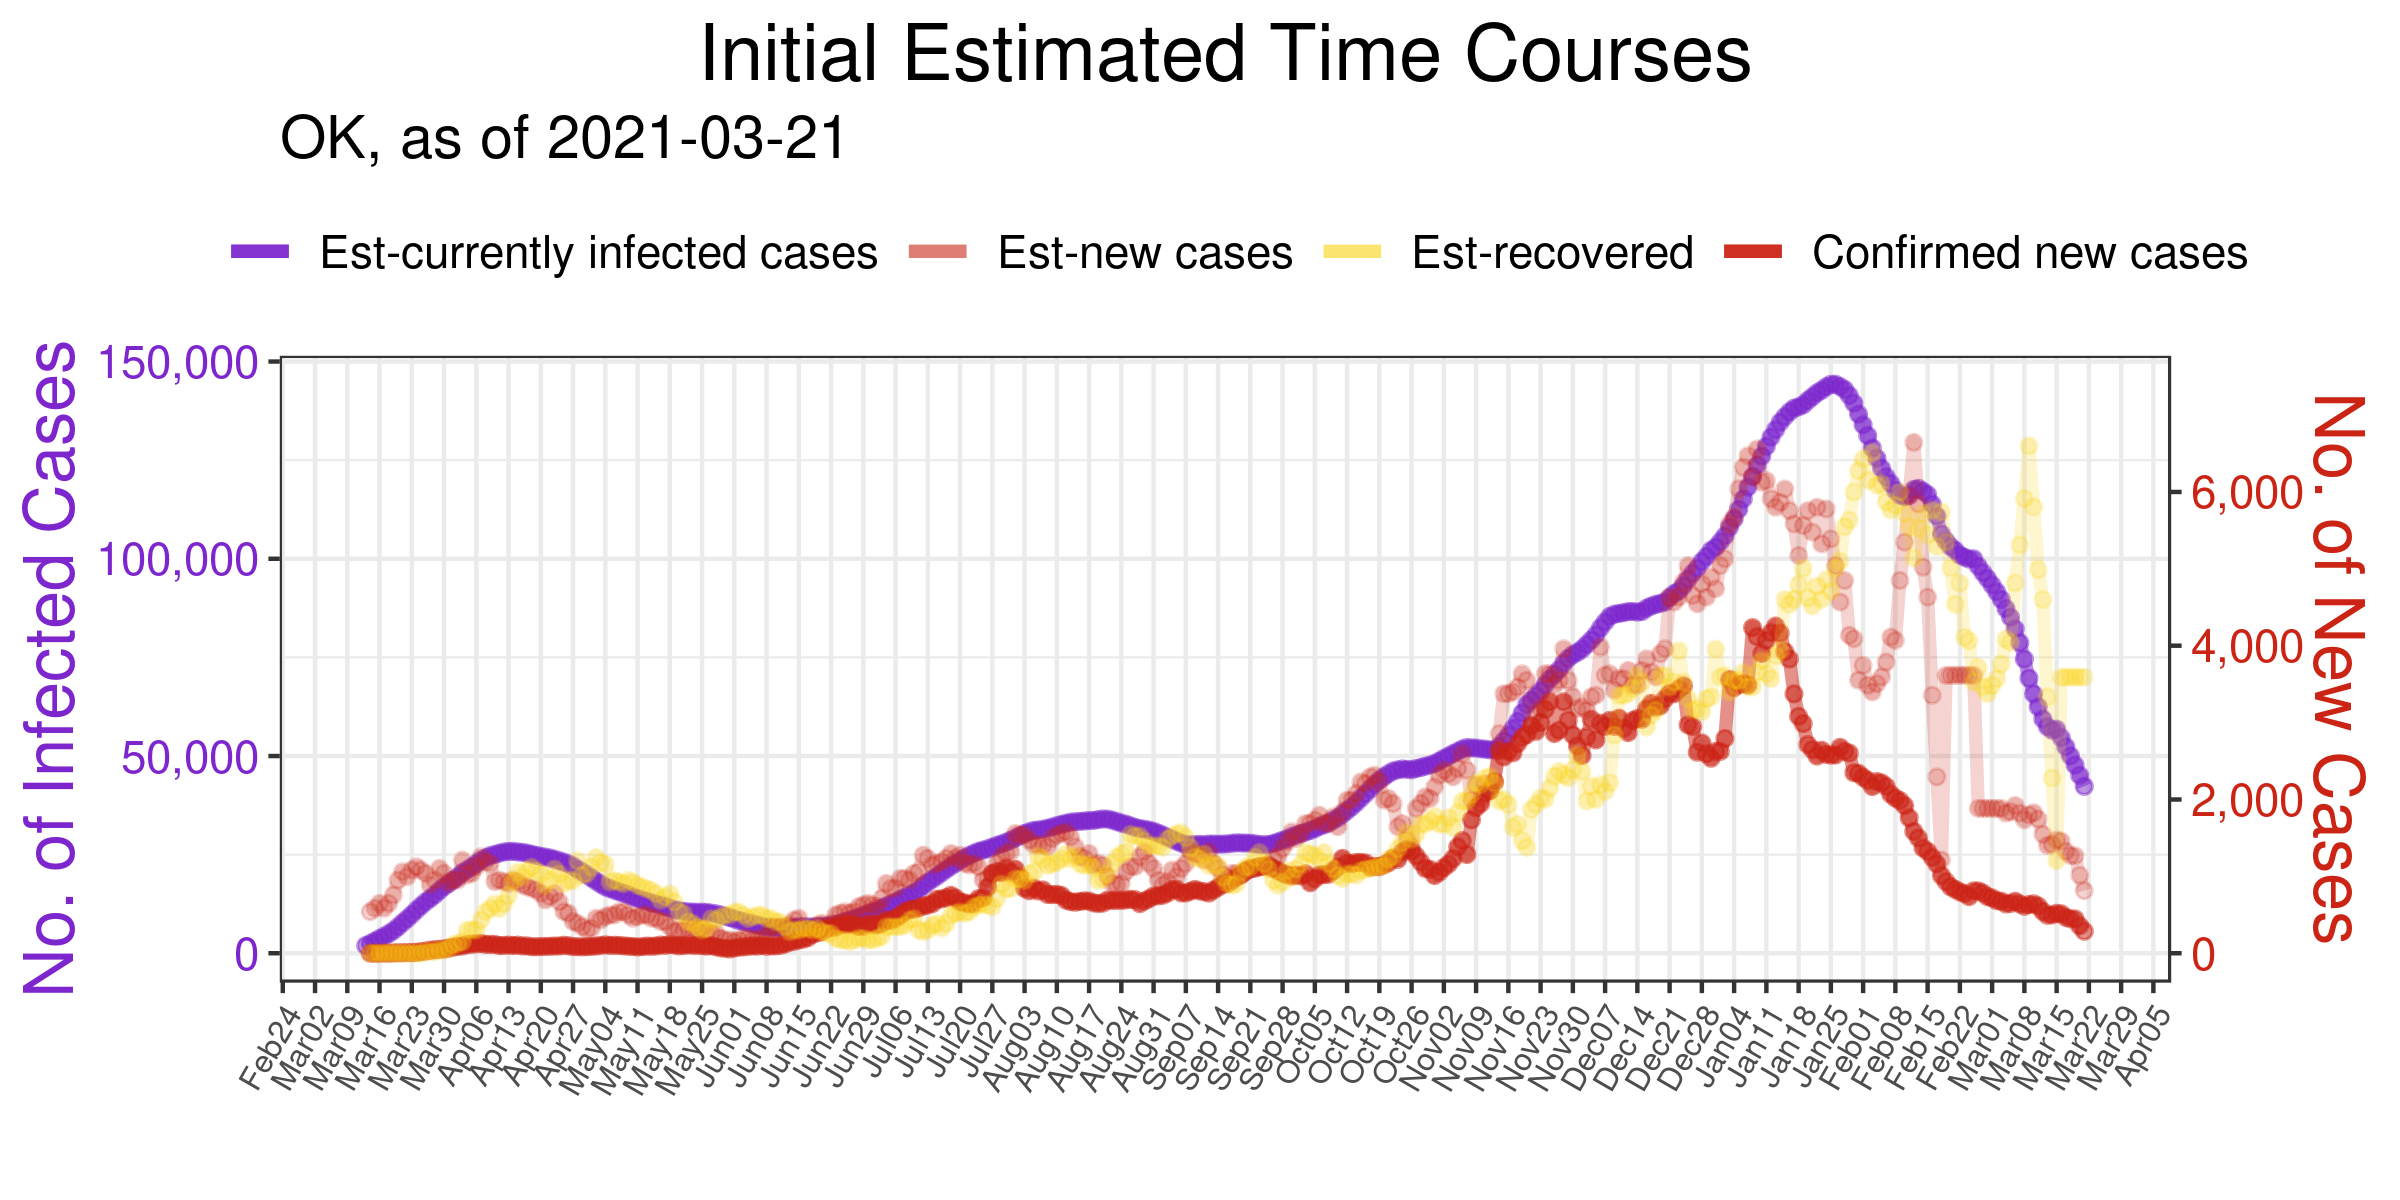 Initial Estimated Time Courses
OK, as of 2021-03-21
Est-currently infected cases Est-new cases Est-recovered Confirmed new cases
No. of Infected Cases
150,000
100,000
50,000
0
6,000
4,000
2,000
0
No. of New Cases
Feb24 Mar02 Mar09 Mar16 Mar23 Mar30 Apr06 Apr13 Apr20 Apr27 May04 May11 May18 May25 Jun01 Jun08 Jun15 Jun22 Jun29 Jul06 Jul13 Jul20 Jul27 Aug03 Aug10 Aug17 Aug24 Aug31 Sep07 Sep14 Sep21 Sep28 Oct05 Oct12 Oct19 Oct26 Nov02 Nov09 Nov16 Nov23 Nov30 Dec07 Dec14 Dec21 Dec28 Jan04 Jan11 Jan18 Jan25 Feb01 Feb08 Feb15 Feb22 Mar01 Mar08 Mar15 Mar22 Mar29 Apr05